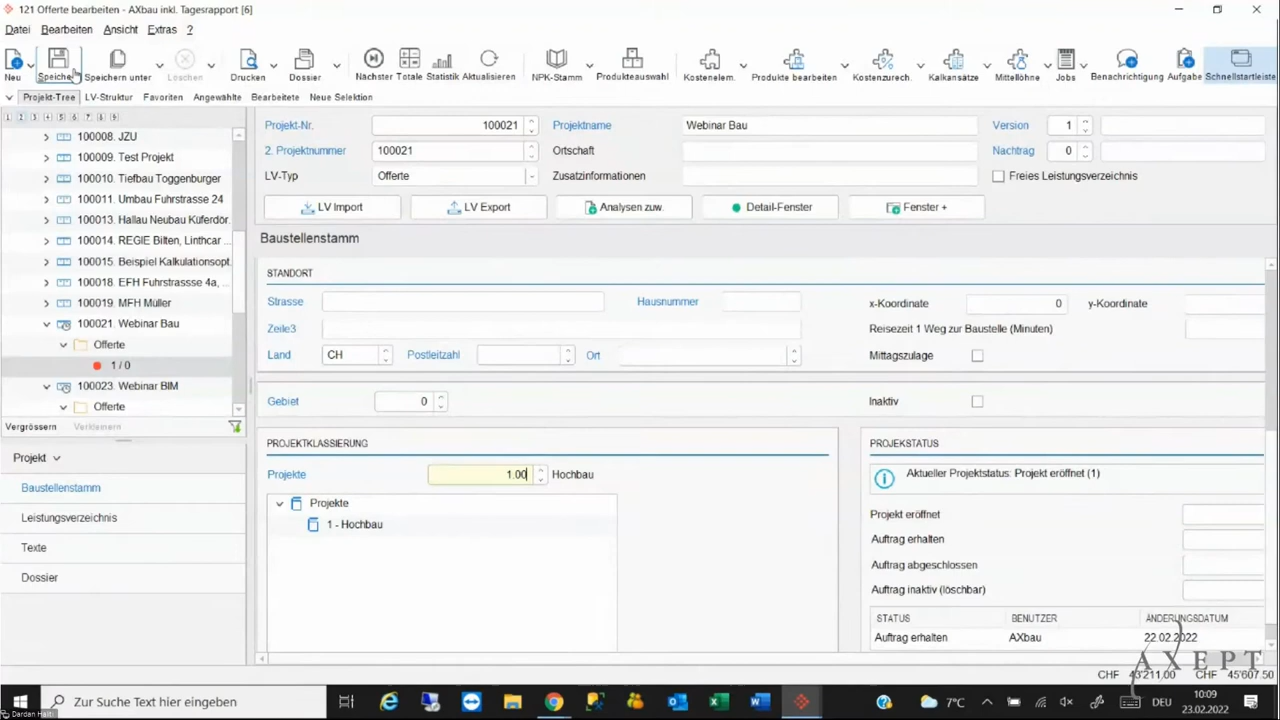 121 Offerte bearbeiten - AXbau inkl. Tagesrapport [6]
Datei Bearbeiten Ansicht Extras ?
Neu Speichern Speichern unter Löschen Drucken Dossier Nächster Totale Statistik Aktualisieren NPK-Stamm Produkteauswahl Kostenelem. Produkte bearbeiten Kostenzurech. Kalkansätze Mittellöhne Jobs Benachrichtigung Aufgabe Schnellstartleiste
Projekt-Tree LV-Struktur Favoriten Angewählte Bearbeitete Neue Selektion
1 2 3 4 5 6 7 8 9
100008. JZU
100009. Test Projekt
100010. Tiefbau Toggenburger
100011. Umbau Fuhrstrasse 24
100013. Hallau Neubau Küferdor.
100014. REGIE Bilten, Linthcar ...
100015. Beispiel Kalkulationsopt.
100018. EFH Fuhrstrassse 4a, ...
100019. MFH Müller
100021. Webinar Bau
Offerte
1 / 0
100023. Webinar BIM
Offerte
Vergrössern Verkleinern
Projekt
Baustellenstamm
Leistungsverzeichnis
Texte
Dossier
Projekt-Nr. 100021 Projektname Webinar Bau Version 1
2. Projektnummer 100021 Ortschaft Nachtrag 0
LV-Typ Offerte Zusatzinformationen Freies Leistungsverzeichnis
LV Import LV Export Analysen zuw. Detail-Fenster Fenster +
Baustellenstamm
STANDORT
Strasse Hausnummer x-Koordinate 0 y-Koordinate
Zeile3 Reisezeit 1 Weg zur Baustelle (Minuten)
Land CH Postleitzahl Ort Mittagszulage
Gebiet 0 Inaktiv
PROJEKTKLASSIERUNG
Projekte 1.00 Hochbau
Projekte
1 - Hochbau
PROJEKTSTATUS
Aktueller Projektstatus: Projekt eröffnet (1)
Projekt eröffnet
Auftrag erhalten
Auftrag abgeschlossen
Auftrag inaktiv (löschbar)
STATUS BENUTZER ÄNDERUNGSDATUM
Auftrag erhalten AXbau 22.02.2022
AXEPT
CHF 43'211.00 CHF 45'607.50
Zur Suche Text hier eingeben
7°C DEU 10:09
23.02.2022
Dardan Haliti